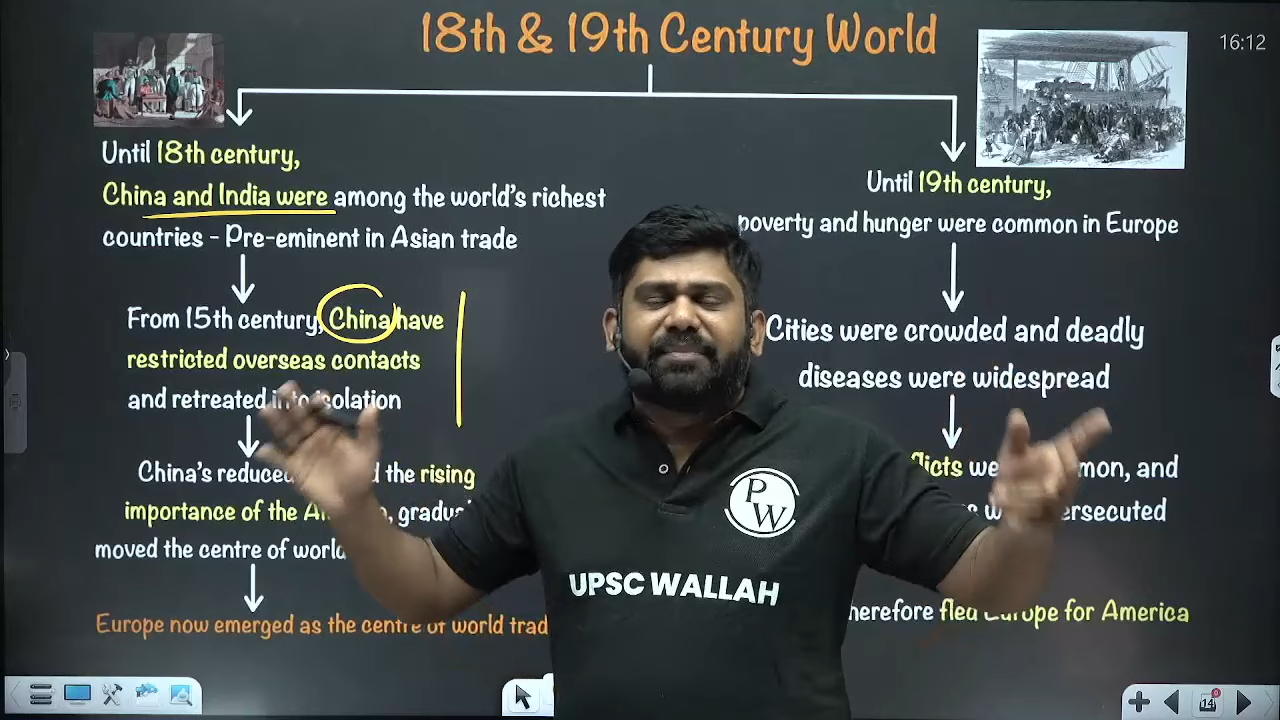 18th & 19th Century World
16:12
Until 18th century,
China and India were among the world's richest
countries - Pre-eminent in Asian trade
From 15th century, China have
restricted overseas contacts
and retreated into isolation
China's reduced the rising
importance of the gradua
moved the centre of world
Europe now emerged as the centre of world trad
Until 19th century,
poverty and hunger were common in Europe
Cities were crowded and deadly
diseases were widespread
flicts we mon, and
ersecuted
herefore fled Europe for America
PW
UPSC WALLAH
14